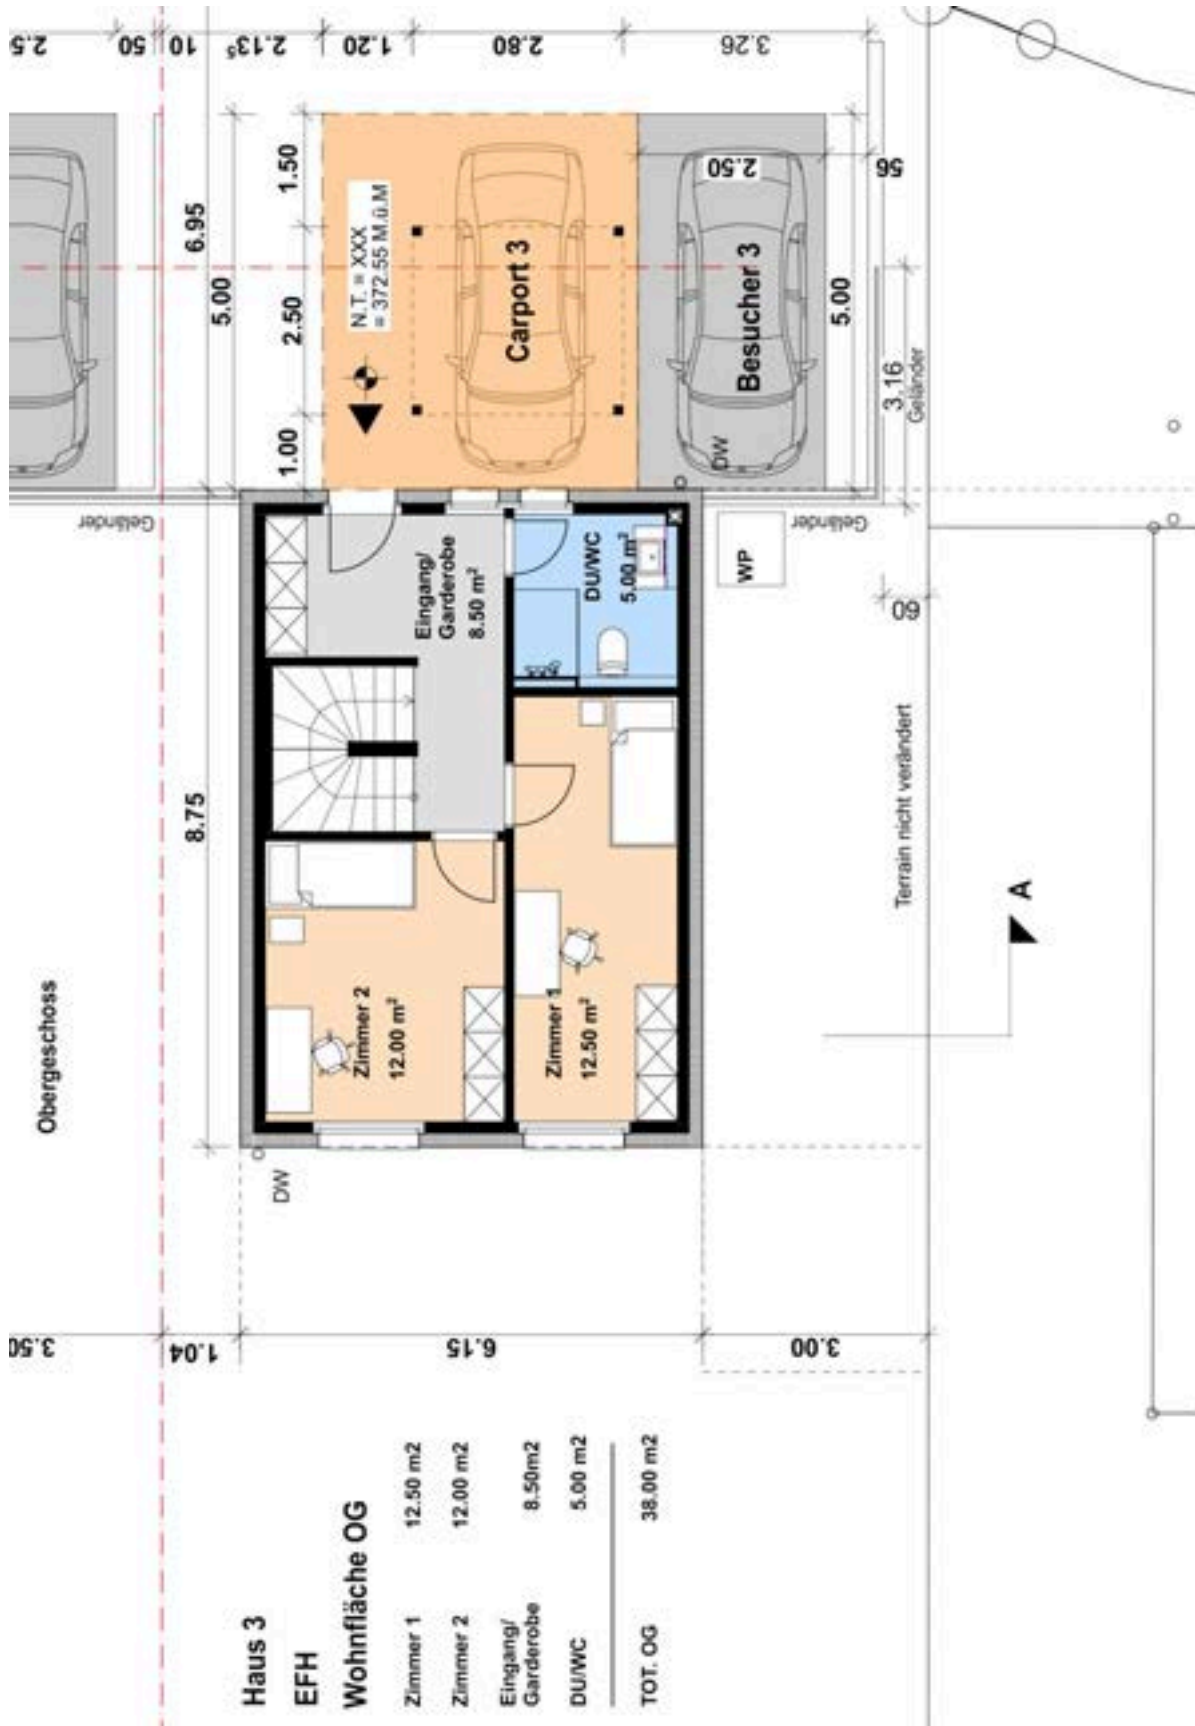 2.5
50
10
2.13⁵
1.20
2.80
3.26
6.95
5.00
1.50
2.50
1.00
N.T. = XXX
= 372.55 M.ü.M
Carport 3
2.50
56
Besucher 3
5.00
3.16
Geländer
DW
Geländer
Geländer
Eingang/
Garderobe
8.50 m²
DU/WC
5.00 m²
WP
60
8.75
Terrain nicht verändert
A
Zimmer 2
12.00 m²
Zimmer 1
12.50 m²
Obergeschoss
DW
3.50
1.04
6.15
3.00
Haus 3
EFH
Wohnfläche OG
Zimmer 1 12.50 m2
Zimmer 2 12.00 m2
Eingang/
Garderobe 8.50m2
DU/WC 5.00 m2
TOT. OG 38.00 m2